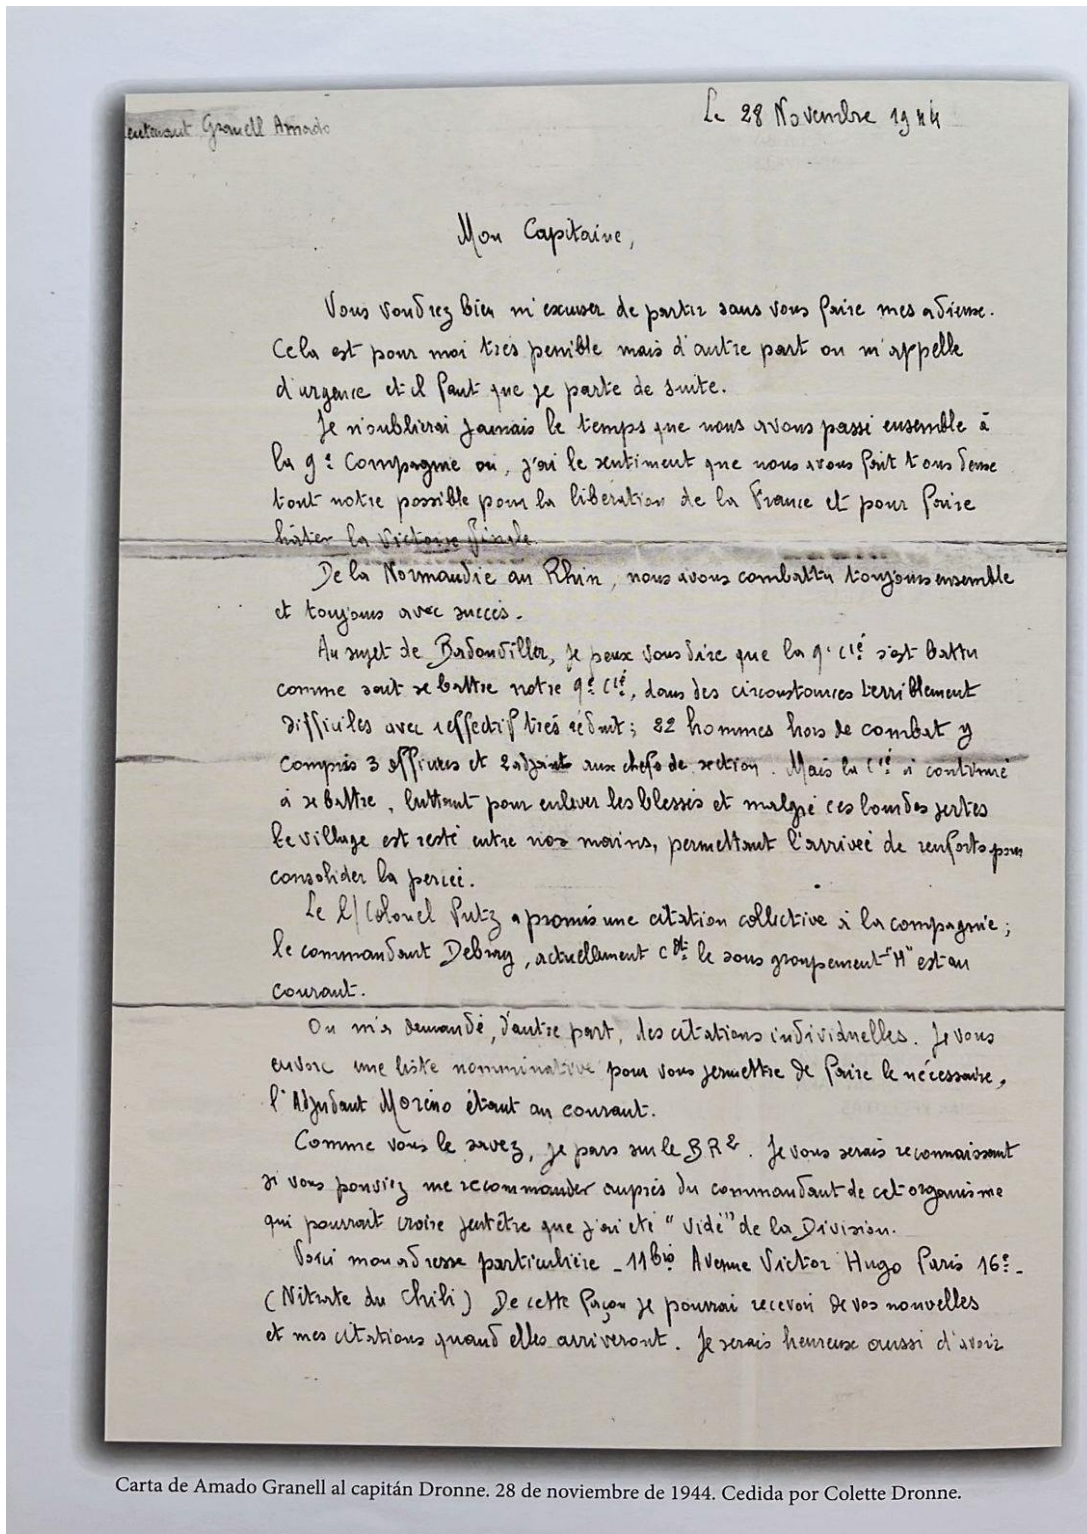 Lieutenant Granell Amado
Le 28 Novembre 1944
Mon Capitaine,
Vous voudrez bien m'excuser de partir sans vous faire mes adieux.
Cela est pour moi très penible mais d'autre part on m'appelle
d'urgence et il faut que je parte de suite.
Je n'oublierai jamais le temps que nous avons passé ensemble à
la 9e Compagnie ou, j'ai le sentiment que nous avons fait tous deux
tout notre possible pour la libération de la France et pour faire
hâter la Victoire finale.
De la Normandie au Rhin, nous avons combattu toujours ensemble
et toujours avec succès.
Au sujet de Badonviller, je peux vous dire que la 9e Cié s'est battu
comme sait se battre notre 9e Cié, dans des circonstances terriblement
difficiles avec effectif très réduit; 22 hommes hors de combat y
compris 3 officiers et 2 adjoint aux chefs de section. Mais la Cié a continué
à se battre, luttant pour enlever les blessés et malgré ces lourdes pertes
le village est resté entre nos mains, permettant l'arriveé de renforts pour
consolider la percée.
Le L/Colonel Putz a promis une citation collective à la compagnie;
le commandant Debray, actuellement Cdt le sous groupement "M" est au
courant.
On m'a demandé, d'autre part, des citations individuelles. Je vous
envoie une liste nomminative pour vous permettre de faire le nécessaire,
l'Adjudant Moreno étant au courant.
Comme vous le savez, je pars sur le BR2. Je vous serais reconnaissant
si vous pouviez me recommander auprès du commandant de cet organisme
qui pourrait croire peut être que j'ai été "vidé" de la Division.
Voici mon adresse particulière - 11bis Avenue Victor Hugo Paris 16e -
(Nitrate du Chili) De cette façon je pourrai recevoir de vos nouvelles
et mes citations quand elles arriveront. Je serais heureux aussi d'avoir
Carta de Amado Granell al capitán Dronne. 28 de noviembre de 1944. Cedida por Colette Dronne.